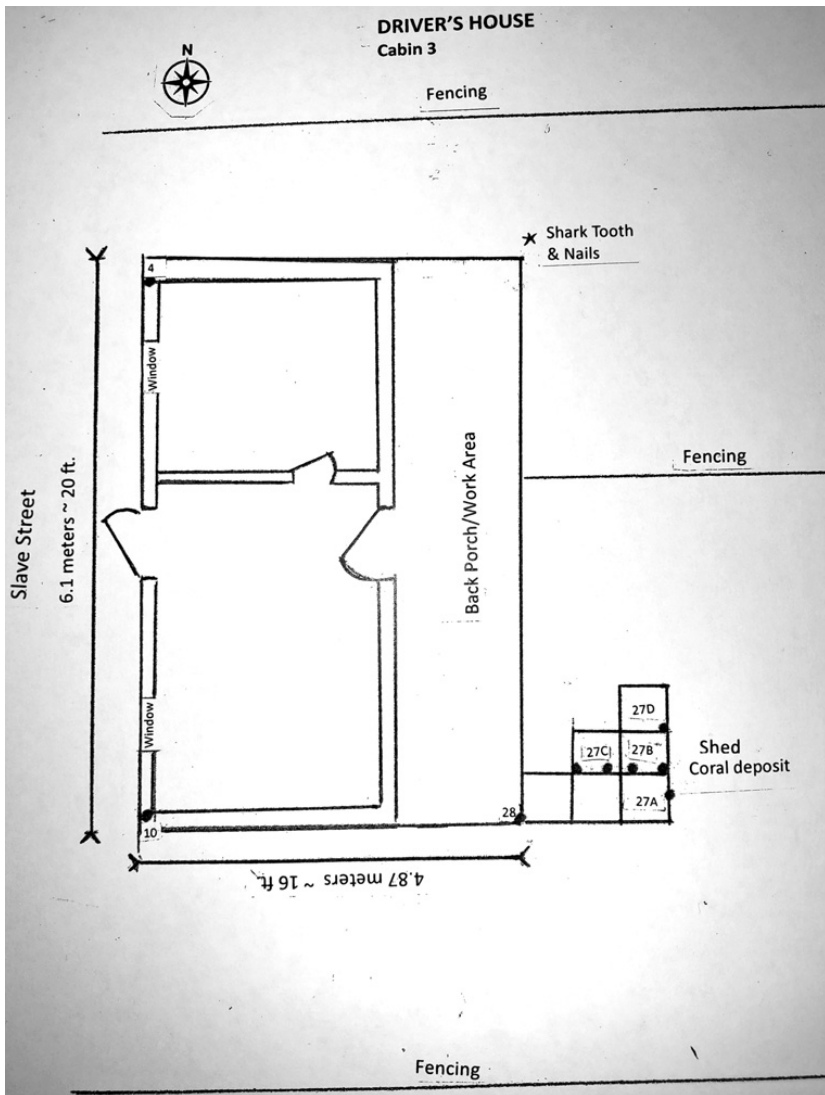 DRIVER'S HOUSE
Cabin 3
N
Fencing
Shark Tooth
& Nails
4
Window
Slave Street
6.1 meters ~ 20 ft.
Back Porch/Work Area
Fencing
Window
27D
27C
27B
Shed
Coral deposit
27A
28
10
4.87 meters ~ 16 ft.
Fencing